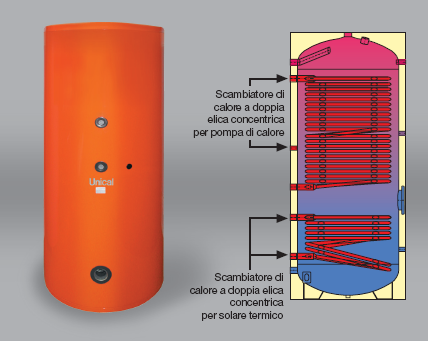 Scambiatore di
calore a doppia
elica concentrica
per pompa di calore
Unical
Scambiatore di
calore a doppia elica
concentrica
per solare termico